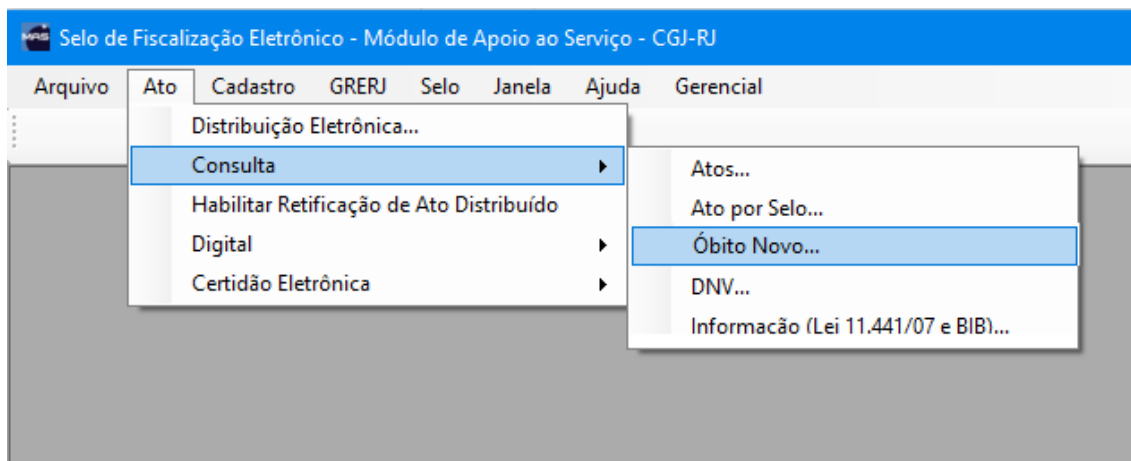 MAS Selo de Fiscalização Eletrônico - Módulo de Apoio ao Serviço - CGJ-RJ
Arquivo Ato Cadastro GRERJ Selo Janela Ajuda Gerencial
Distribuição Eletrônica...
Consulta
Habilitar Retificação de Ato Distribuído
Digital
Certidão Eletrônica
Atos...
Ato por Selo...
Óbito Novo...
DNV...
Informação (Lei 11.441/07 e BIB)...